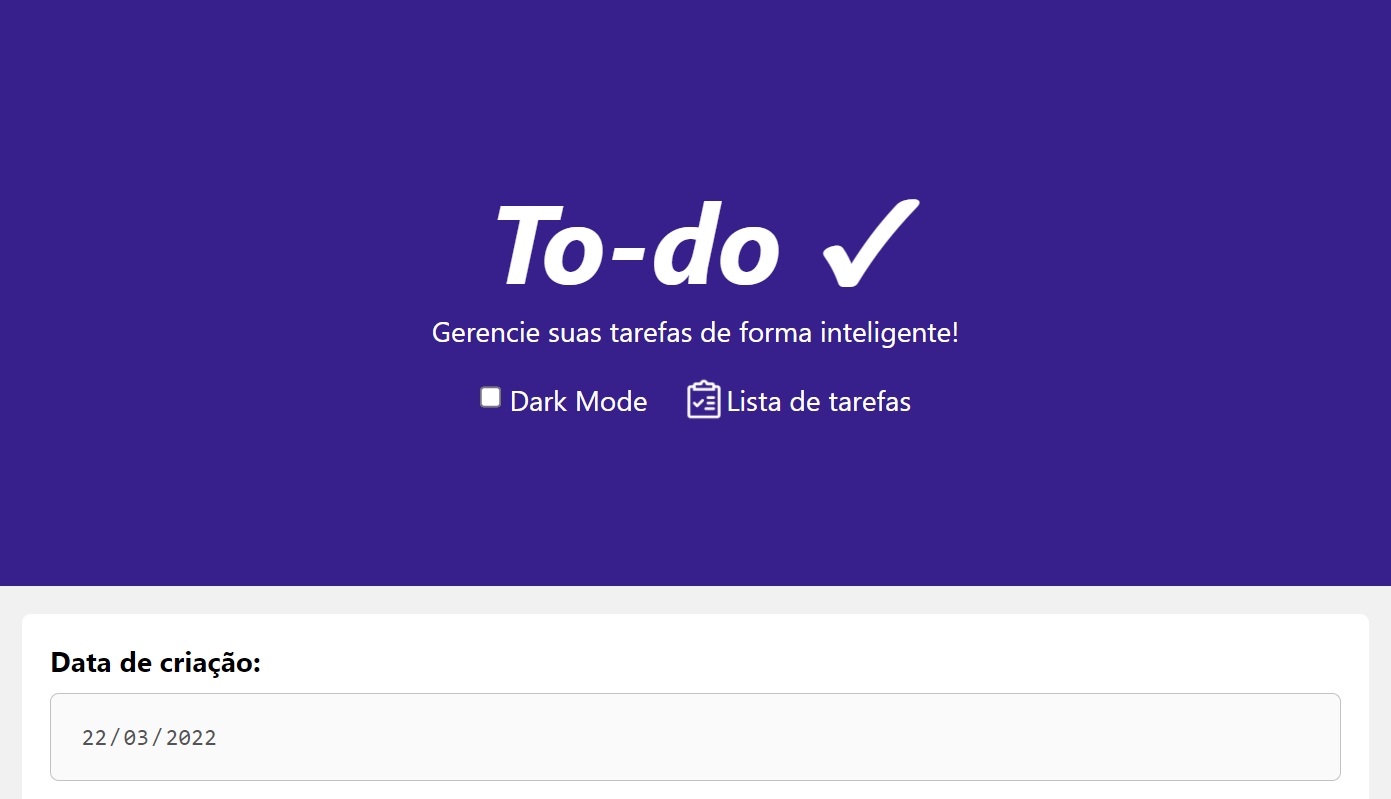 To-do ✓
Gerencie suas tarefas de forma inteligente!
Dark Mode Lista de tarefas
Data de criação:
22/03/2022